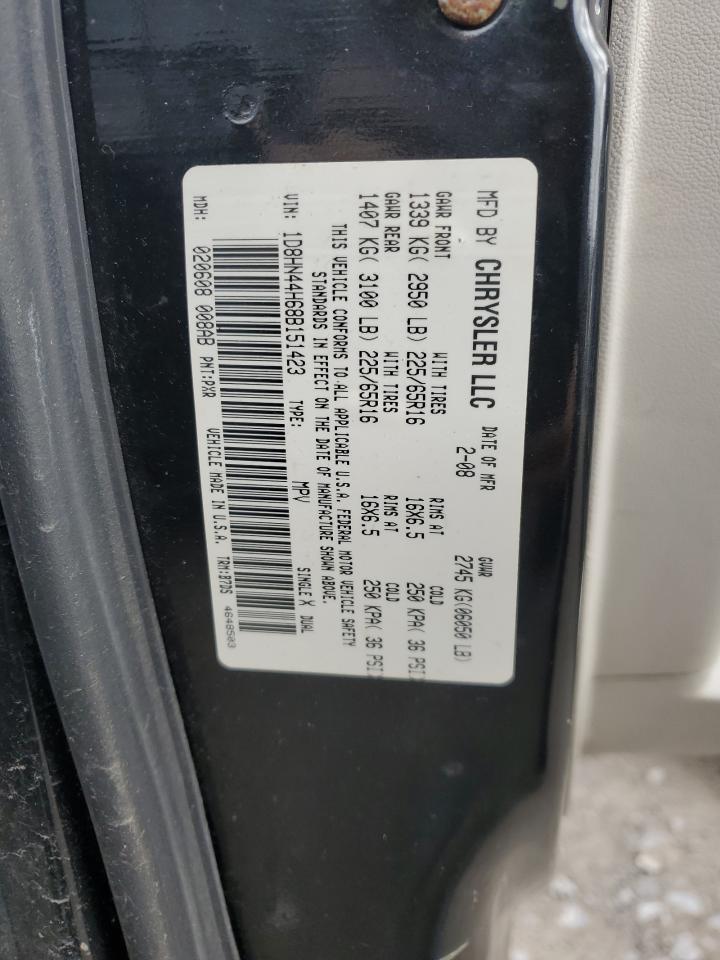 MFD BY CHRYSLER LLC DATE OF MFR 2-08 GVWR 2745 KG(06050 LB)
GAWR FRONT WITH TIRES RIMS AT COLD
1339 KG( 2950 LB) 225/65R16 16X6.5 250 KPA( 36 PSI
GAWR REAR WITH TIRES RIMS AT COLD
1407 KG( 3100 LB) 225/65R16 16X6.5 250 KPA( 36 PSI
THIS VEHICLE CONFORMS TO ALL APPLICABLE U.S.A. FEDERAL MOTOR VEHICLE SAFETY
STANDARDS IN EFFECT ON THE DATE OF MANUFACTURE SHOWN ABOVE.
VIN: 1D8HN44H68B151423 TYPE: MPV SINGLE X DUAL
MDH: 020608 008AB PNT:PXR VEHICLE MADE IN U.S.A. TRM:B7DS 4648503